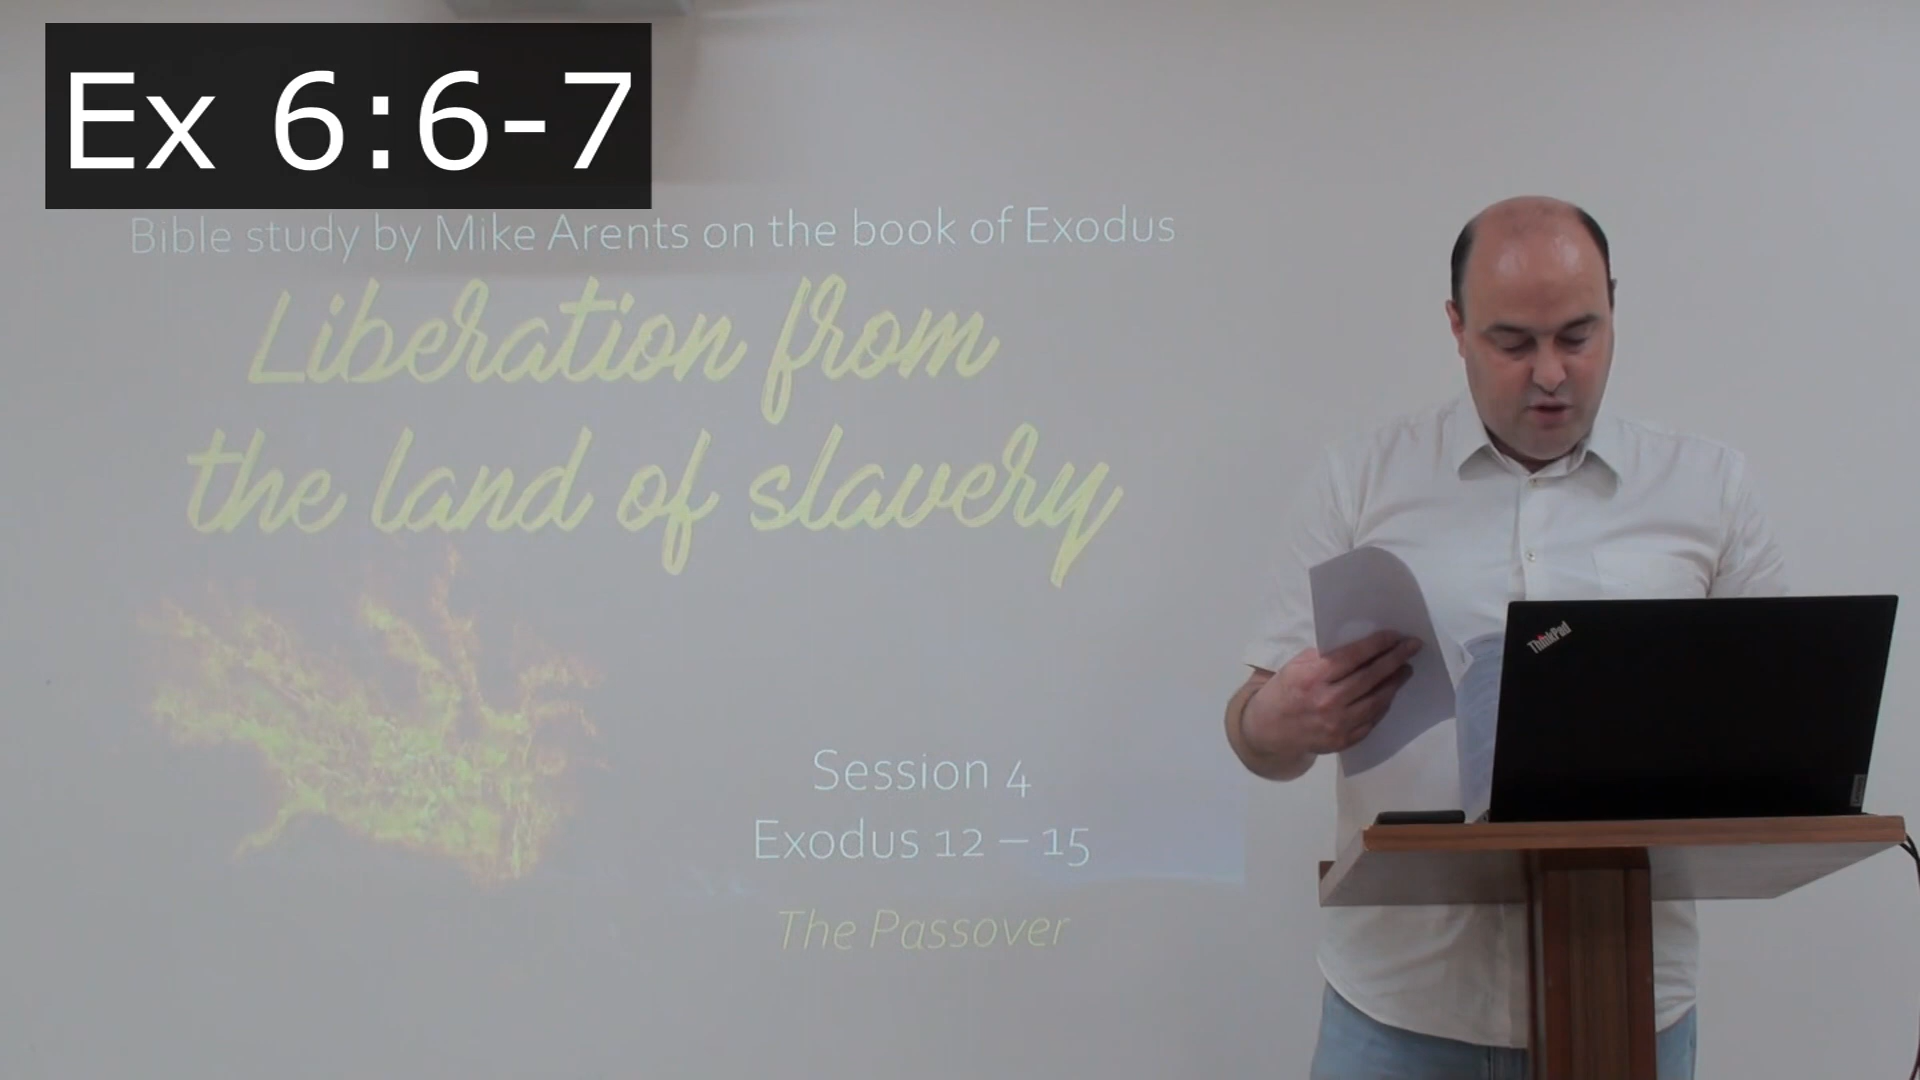 Ex 6:6-7
Bible study by Mike Arents on the book of Exodus
Liberation from
the land of slavery
Session 4
Exodus 12 – 15
The Passover
ThinkPad